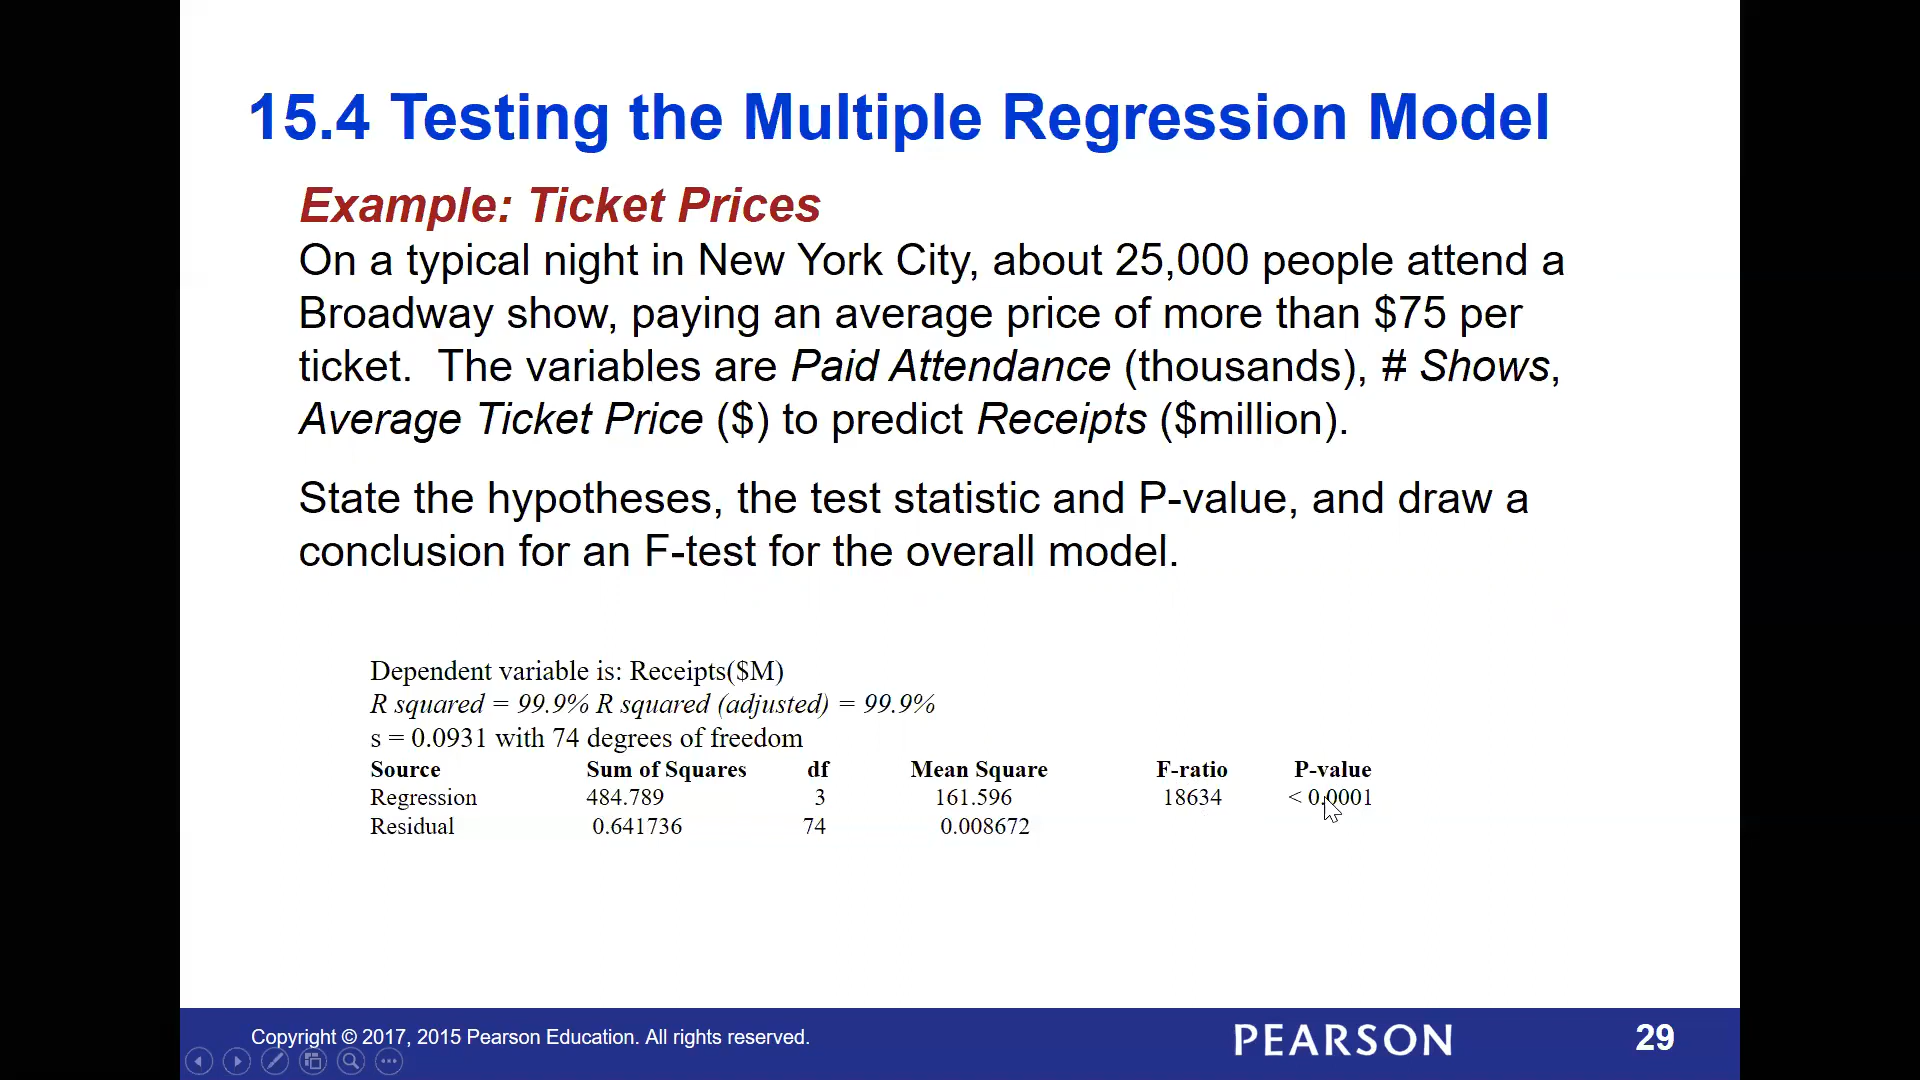 15.4 Testing the Multiple Regression Model
Example: Ticket Prices
On a typical night in New York City, about 25,000 people attend a
Broadway show, paying an average price of more than $75 per
ticket.  The variables are Paid Attendance (thousands), # Shows,
Average Ticket Price ($) to predict Receipts ($million).
State the hypotheses, the test statistic and P-value, and draw a
conclusion for an F-test for the overall model.
Dependent variable is: Receipts($M)
R squared = 99.9% R squared (adjusted) = 99.9%
s = 0.0931 with 74 degrees of freedom
Source Sum of Squares df Mean Square F-ratio P-value
Regression 484.789 3 161.596 18634 < 0.0001
Residual 0.641736 74 0.008672
Copyright © 2017, 2015 Pearson Education. All rights reserved.
PEARSON
29